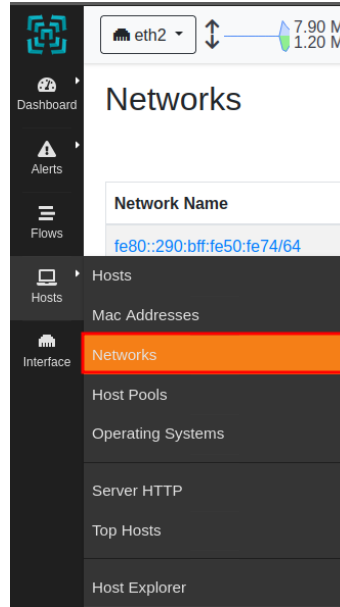 eth2
7.90 M
1.20 M
Dashboard
Networks
Alerts
Network Name
Flows
fe80::290:bff:fe50:fe74/64
Hosts
Hosts
Mac Addresses
Networks
Interface
Host Pools
Operating Systems
Server HTTP
Top Hosts
Host Explorer